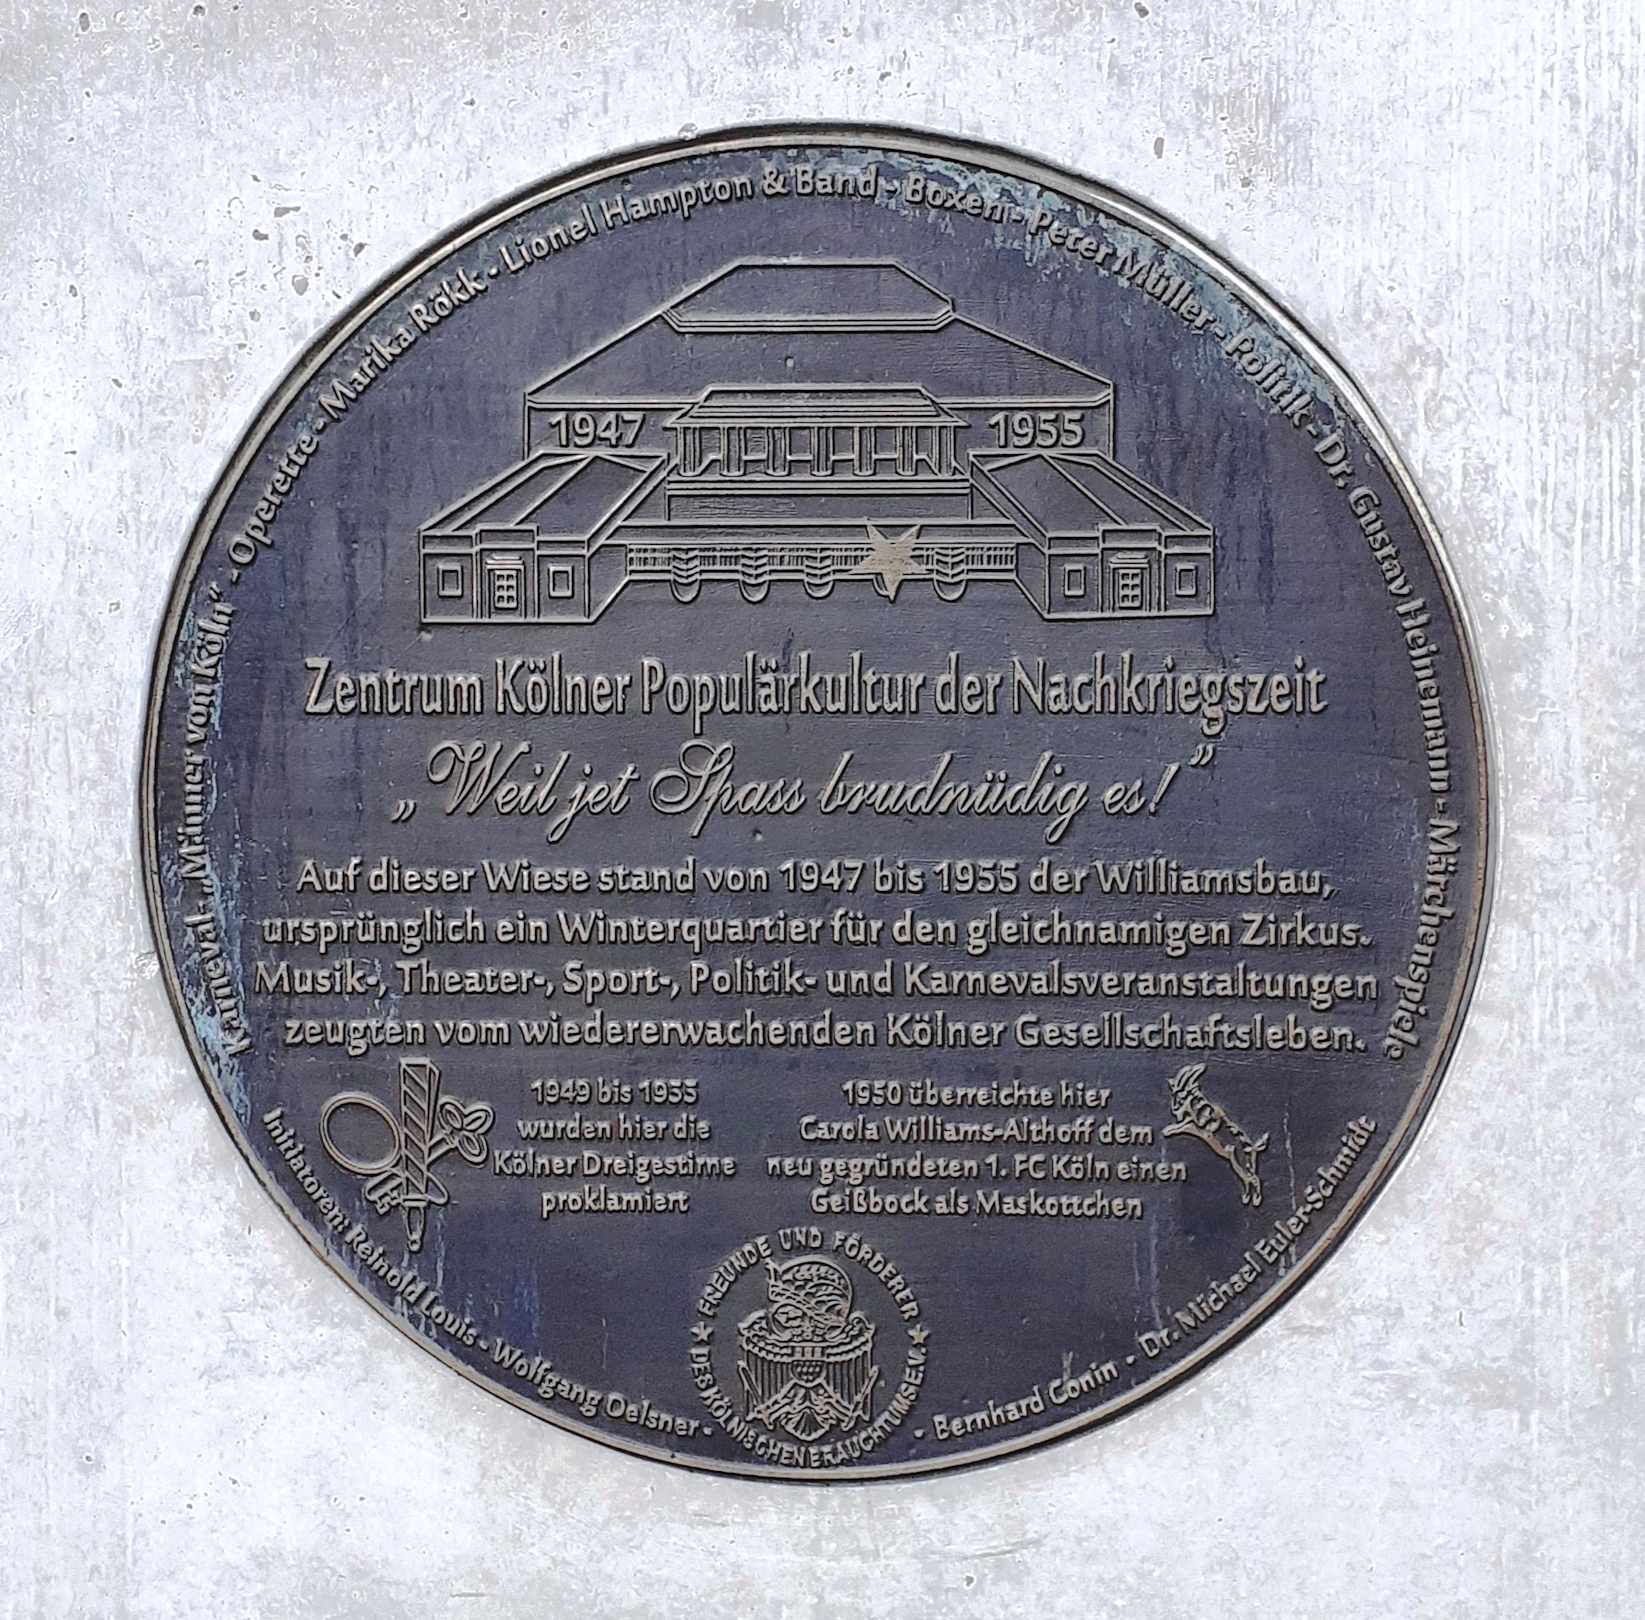 Karneval - „Männer von Köln“ - Operette - Marika Rökk - Lionel Hampton & Band - Boxen - Peter Müller - Politik - Dr. Gustav Heinemann - Märchenspiele
1947
1955
Zentrum Kölner Populärkultur der Nachkriegszeit
„Weil jet Spass brudnüdig es!“
Auf dieser Wiese stand von 1947 bis 1955 der Williamsbau,
ursprünglich ein Winterquartier für den gleichnamigen Zirkus.
Musik-, Theater-, Sport-, Politik- und Karnevalsveranstaltungen
zeugten vom wiedererwachenden Kölner Gesellschaftsleben.
1949 bis 1955
wurden hier die
Kölner Dreigestirne
proklamiert
1950 überreichte hier
Carola Williams-Althoff dem
neu gegründeten 1. FC Köln einen
Geißbock als Maskottchen
FREUNDE UND FÖRDERER
DES KÖLNISCHEN BRAUCHTUMS E.V.
Initiatoren: Reinold Louis - Wolfgang Oelsner - Bernhard Conin - Dr. Michael Euler-Schmidt